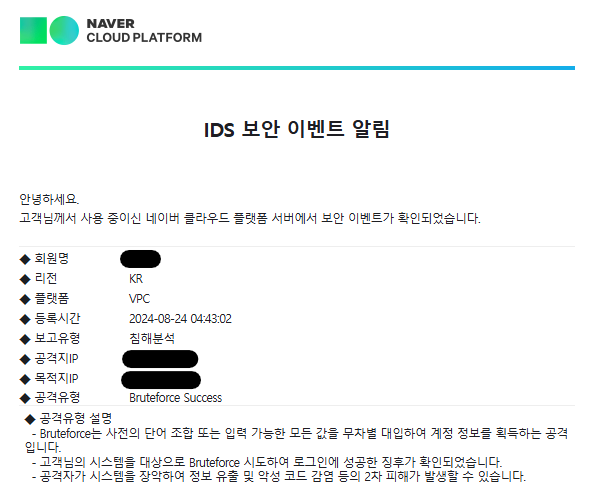 NAVER
CLOUD PLATFORM
IDS 보안 이벤트 알림
안녕하세요.
고객님께서 사용 중이신 네이버 클라우드 플랫폼 서버에서 보안 이벤트가 확인되었습니다.
◆ 회원명
◆ 리전 KR
◆ 플랫폼 VPC
◆ 등록시간 2024-08-24 04:43:02
◆ 보고유형 침해분석
◆ 공격지IP
◆ 목적지IP
◆ 공격유형 Bruteforce Success
◆ 공격유형 설명
- Bruteforce는 사전의 단어 조합 또는 입력 가능한 모든 값을 무차별 대입하여 계정 정보를 획득하는 공격
입니다.
- 고객님의 시스템을 대상으로 Bruteforce 시도하여 로그인에 성공한 징후가 확인되었습니다.
- 공격자가 시스템을 장악하여 정보 유출 및 악성 코드 감염 등의 2차 피해가 발생할 수 있습니다.